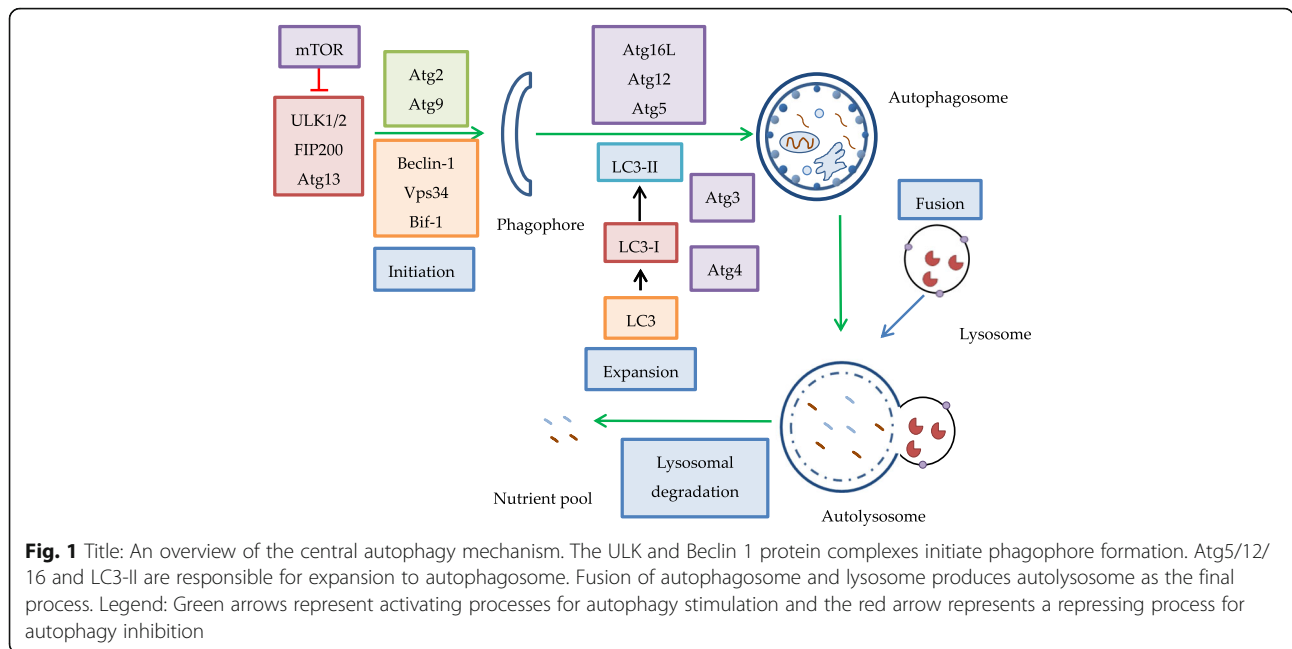 mTOR
ULK1/2
FIP200
Atg13
Atg2
Atg9
Beclin-1
Vps34
Bif-1
Initiation
Phagophore
Atg16L
Atg12
Atg5
LC3-II
Atg3
LC3-I
Atg4
LC3
Expansion
Autophagosome
Fusion
Lysosome
Autolysosome
Lysosomal
degradation
Nutrient pool
Fig. 1 Title: An overview of the central autophagy mechanism. The ULK and Beclin 1 protein complexes initiate phagophore formation. Atg5/12/
16 and LC3-II are responsible for expansion to autophagosome. Fusion of autophagosome and lysosome produces autolysosome as the final
process. Legend: Green arrows represent activating processes for autophagy stimulation and the red arrow represents a repressing process for
autophagy inhibition